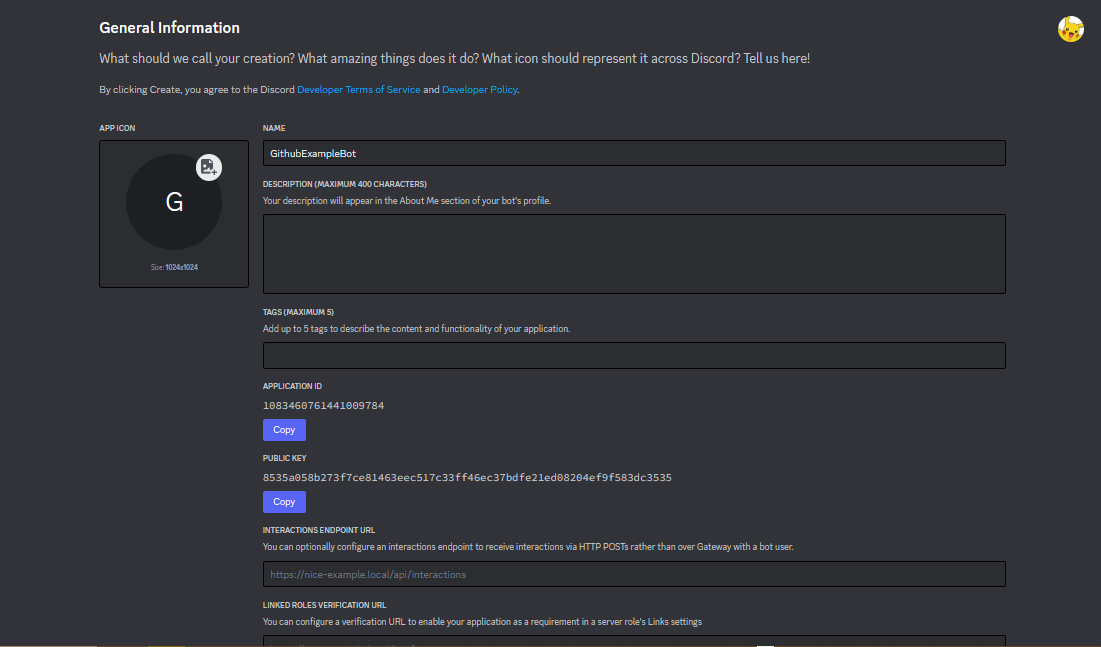 General Information
What should we call your creation? What amazing things does it do? What icon should represent it across Discord? Tell us here!
By clicking Create, you agree to the Discord Developer Terms of Service and Developer Policy.
APP ICON
G
Size: 1024x1024
NAME
GithubExampleBot
DESCRIPTION (MAXIMUM 400 CHARACTERS)
Your description will appear in the About Me section of your bot's profile.
TAGS (MAXIMUM 5)
Add up to 5 tags to describe the content and functionality of your application.
APPLICATION ID
1083460761441009784
Copy
PUBLIC KEY
8535a058b273f7ce81463eec517c33ff46ec37bdfe21ed08204ef9f583dc3535
Copy
INTERACTIONS ENDPOINT URL
You can optionally configure an interactions endpoint to receive interactions via HTTP POSTs rather than over Gateway with a bot user.
https://nice-example.local/api/interactions
LINKED ROLES VERIFICATION URL
You can configure a verification URL to enable your application as a requirement in a server role's Links settings